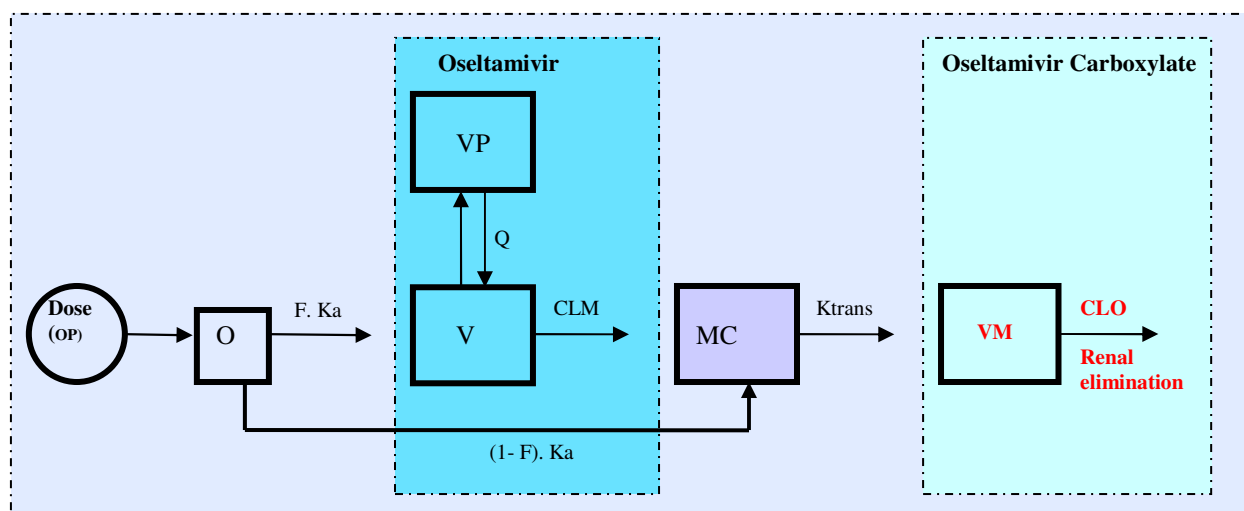 Oseltamivir
Oseltamivir Carboxylate
VP
Q
Dose
(OP)
O
F. Ka
V
CLM
MC
Ktrans
VM
CLO
Renal
elimination
(1- F). Ka